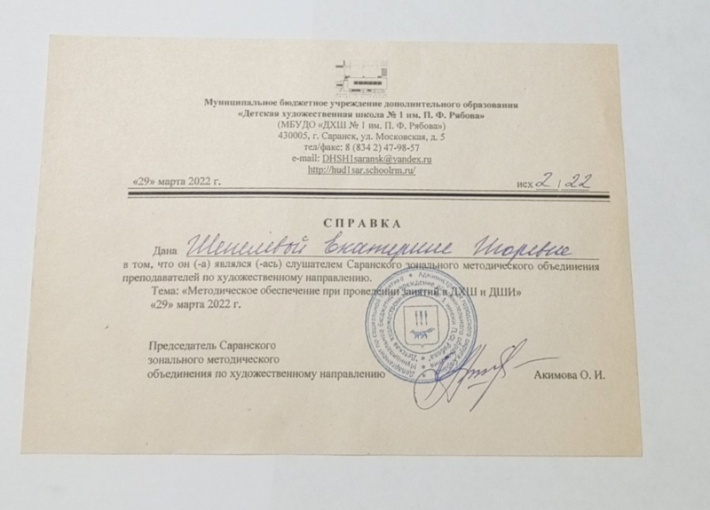 Муниципальное бюджетное учреждение дополнительного образования
«Детская художественная школа № 1 им. П. Ф. Рябова»
(МБУДО «ДХШ № 1 им. П. Ф. Рябова»)
430005, г. Саранск, ул. Московская, д. 5
тел/факс: 8 (834 2) 47-98-57
e-mail: DHSH1saransk@yandex.ru
http://hud1sar.schoolrm.ru/
«29» марта 2022 г. исх 2 / 22
СПРАВКА
Дана Шепелевой Екатерине Игоревне
в том, что он (-а) являлся (-ась) слушателем Саранского зонального методического объединения
преподавателей по художественному направлению.
Тема: «Методическое обеспечение при проведении занятий в ДХШ и ДШИ»
«29» марта 2022 г.
Председатель Саранского
зонального методического
объединения по художественному направлению Акимова О. И.